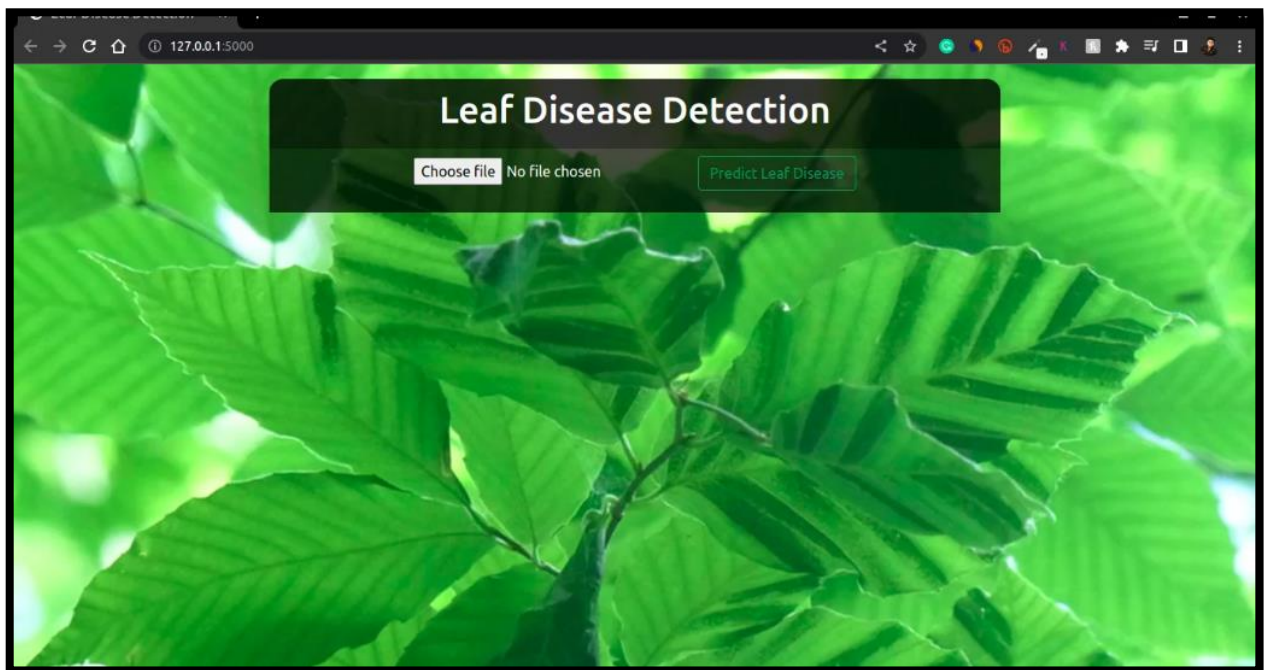 127.0.0.1:5000
Leaf Disease Detection
Choose file No file chosen
Predict Leaf Disease